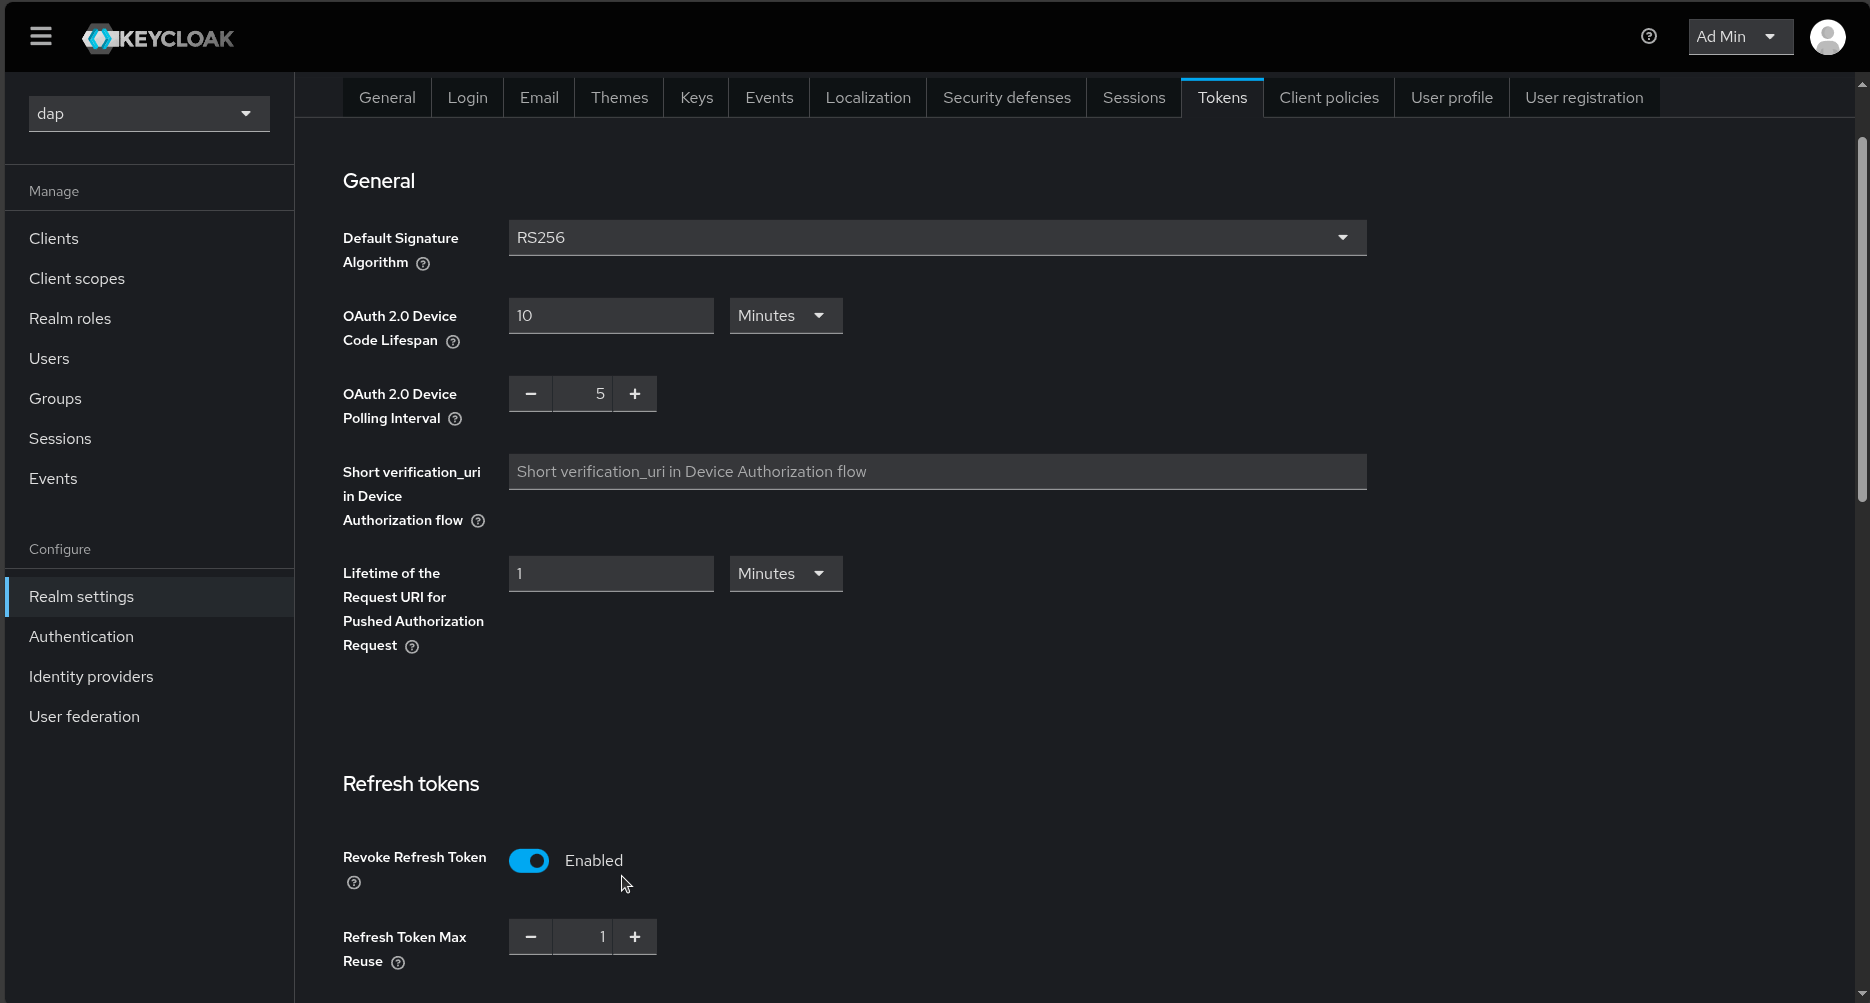 KEYCLOAK
Ad Min
dap
Manage
Clients
Client scopes
Realm roles
Users
Groups
Sessions
Events
Configure
Realm settings
Authentication
Identity providers
User federation
General Login Email Themes Keys Events Localization Security defenses Sessions Tokens Client policies User profile User registration
General
Default Signature
Algorithm
RS256
OAuth 2.0 Device
Code Lifespan
10 Minutes
OAuth 2.0 Device
Polling Interval
5
Short verification_uri
in Device
Authorization flow
Short verification_uri in Device Authorization flow
Lifetime of the
Request URI for
Pushed Authorization
Request
1 Minutes
Refresh tokens
Revoke Refresh Token
Enabled
Refresh Token Max
Reuse
1